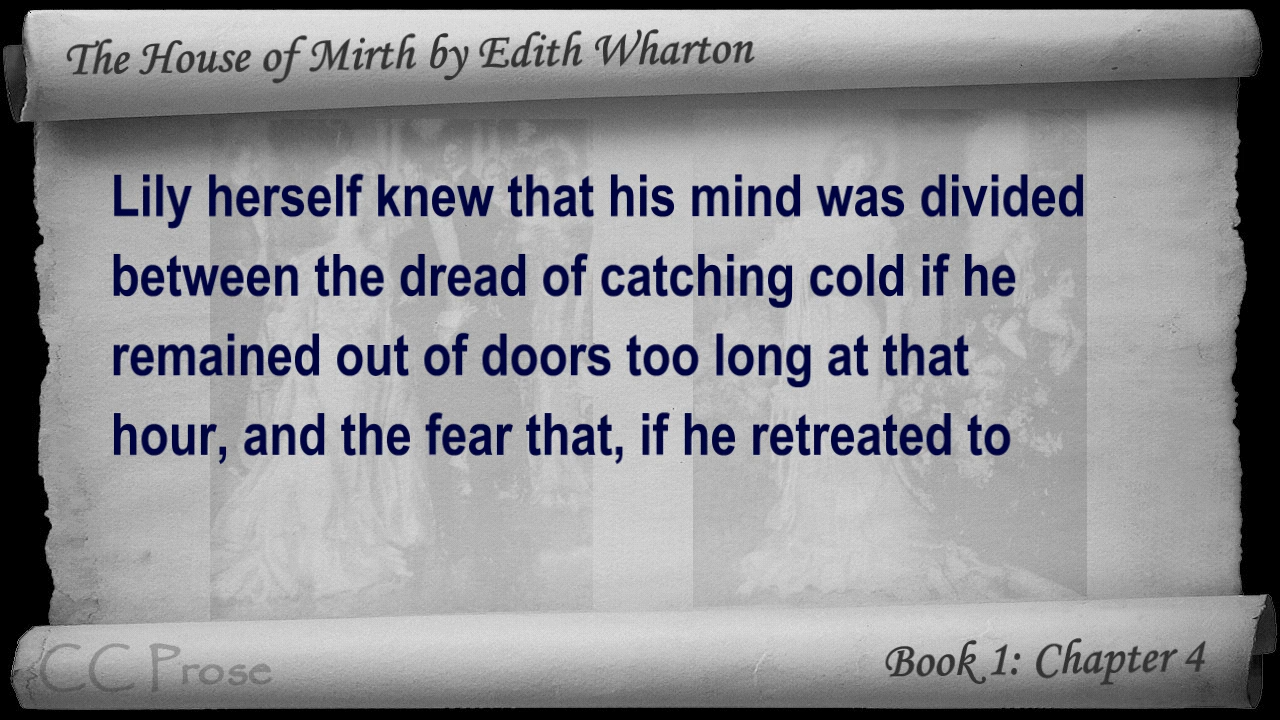 The House of Mirth by Edith Wharton
Lily herself knew that his mind was divided
between the dread of catching cold if he
remained out of doors too long at that
hour, and the fear that, if he retreated to
CC Prose
Book 1: Chapter 4